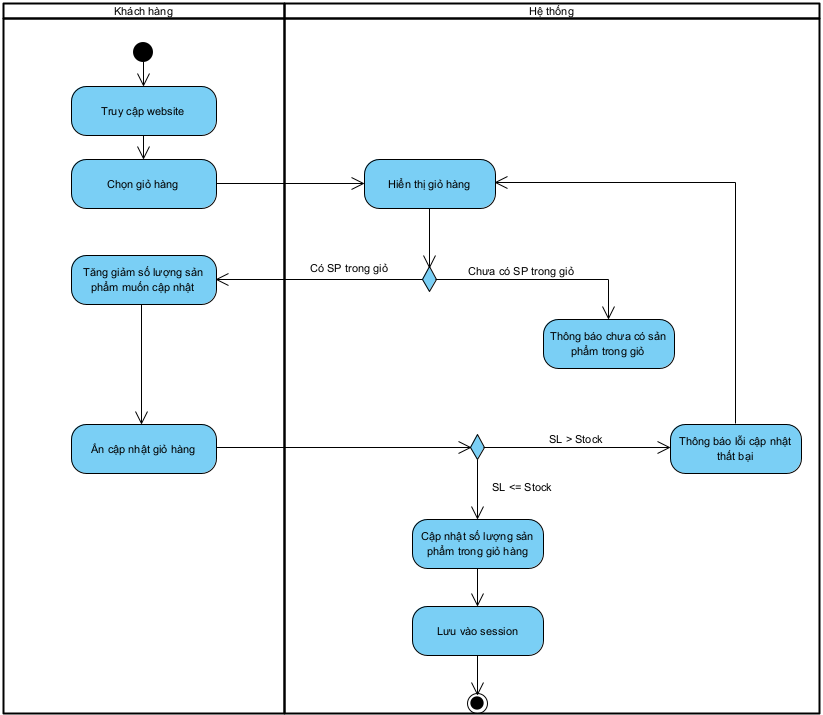 Khách hàng
Hệ thống
Truy cập website
Chọn giỏ hàng
Hiển thị giỏ hàng
Tăng giảm số lượng sản
phẩm muốn cập nhật
Có SP trong giỏ
Chưa có SP trong giỏ
Thông báo chưa có sản
phẩm trong giỏ
Ấn cập nhật giỏ hàng
SL > Stock
Thông báo lỗi cập nhật
thất bại
SL <= Stock
Cập nhật số lượng sản
phẩm trong giỏ hàng
Lưu vào session